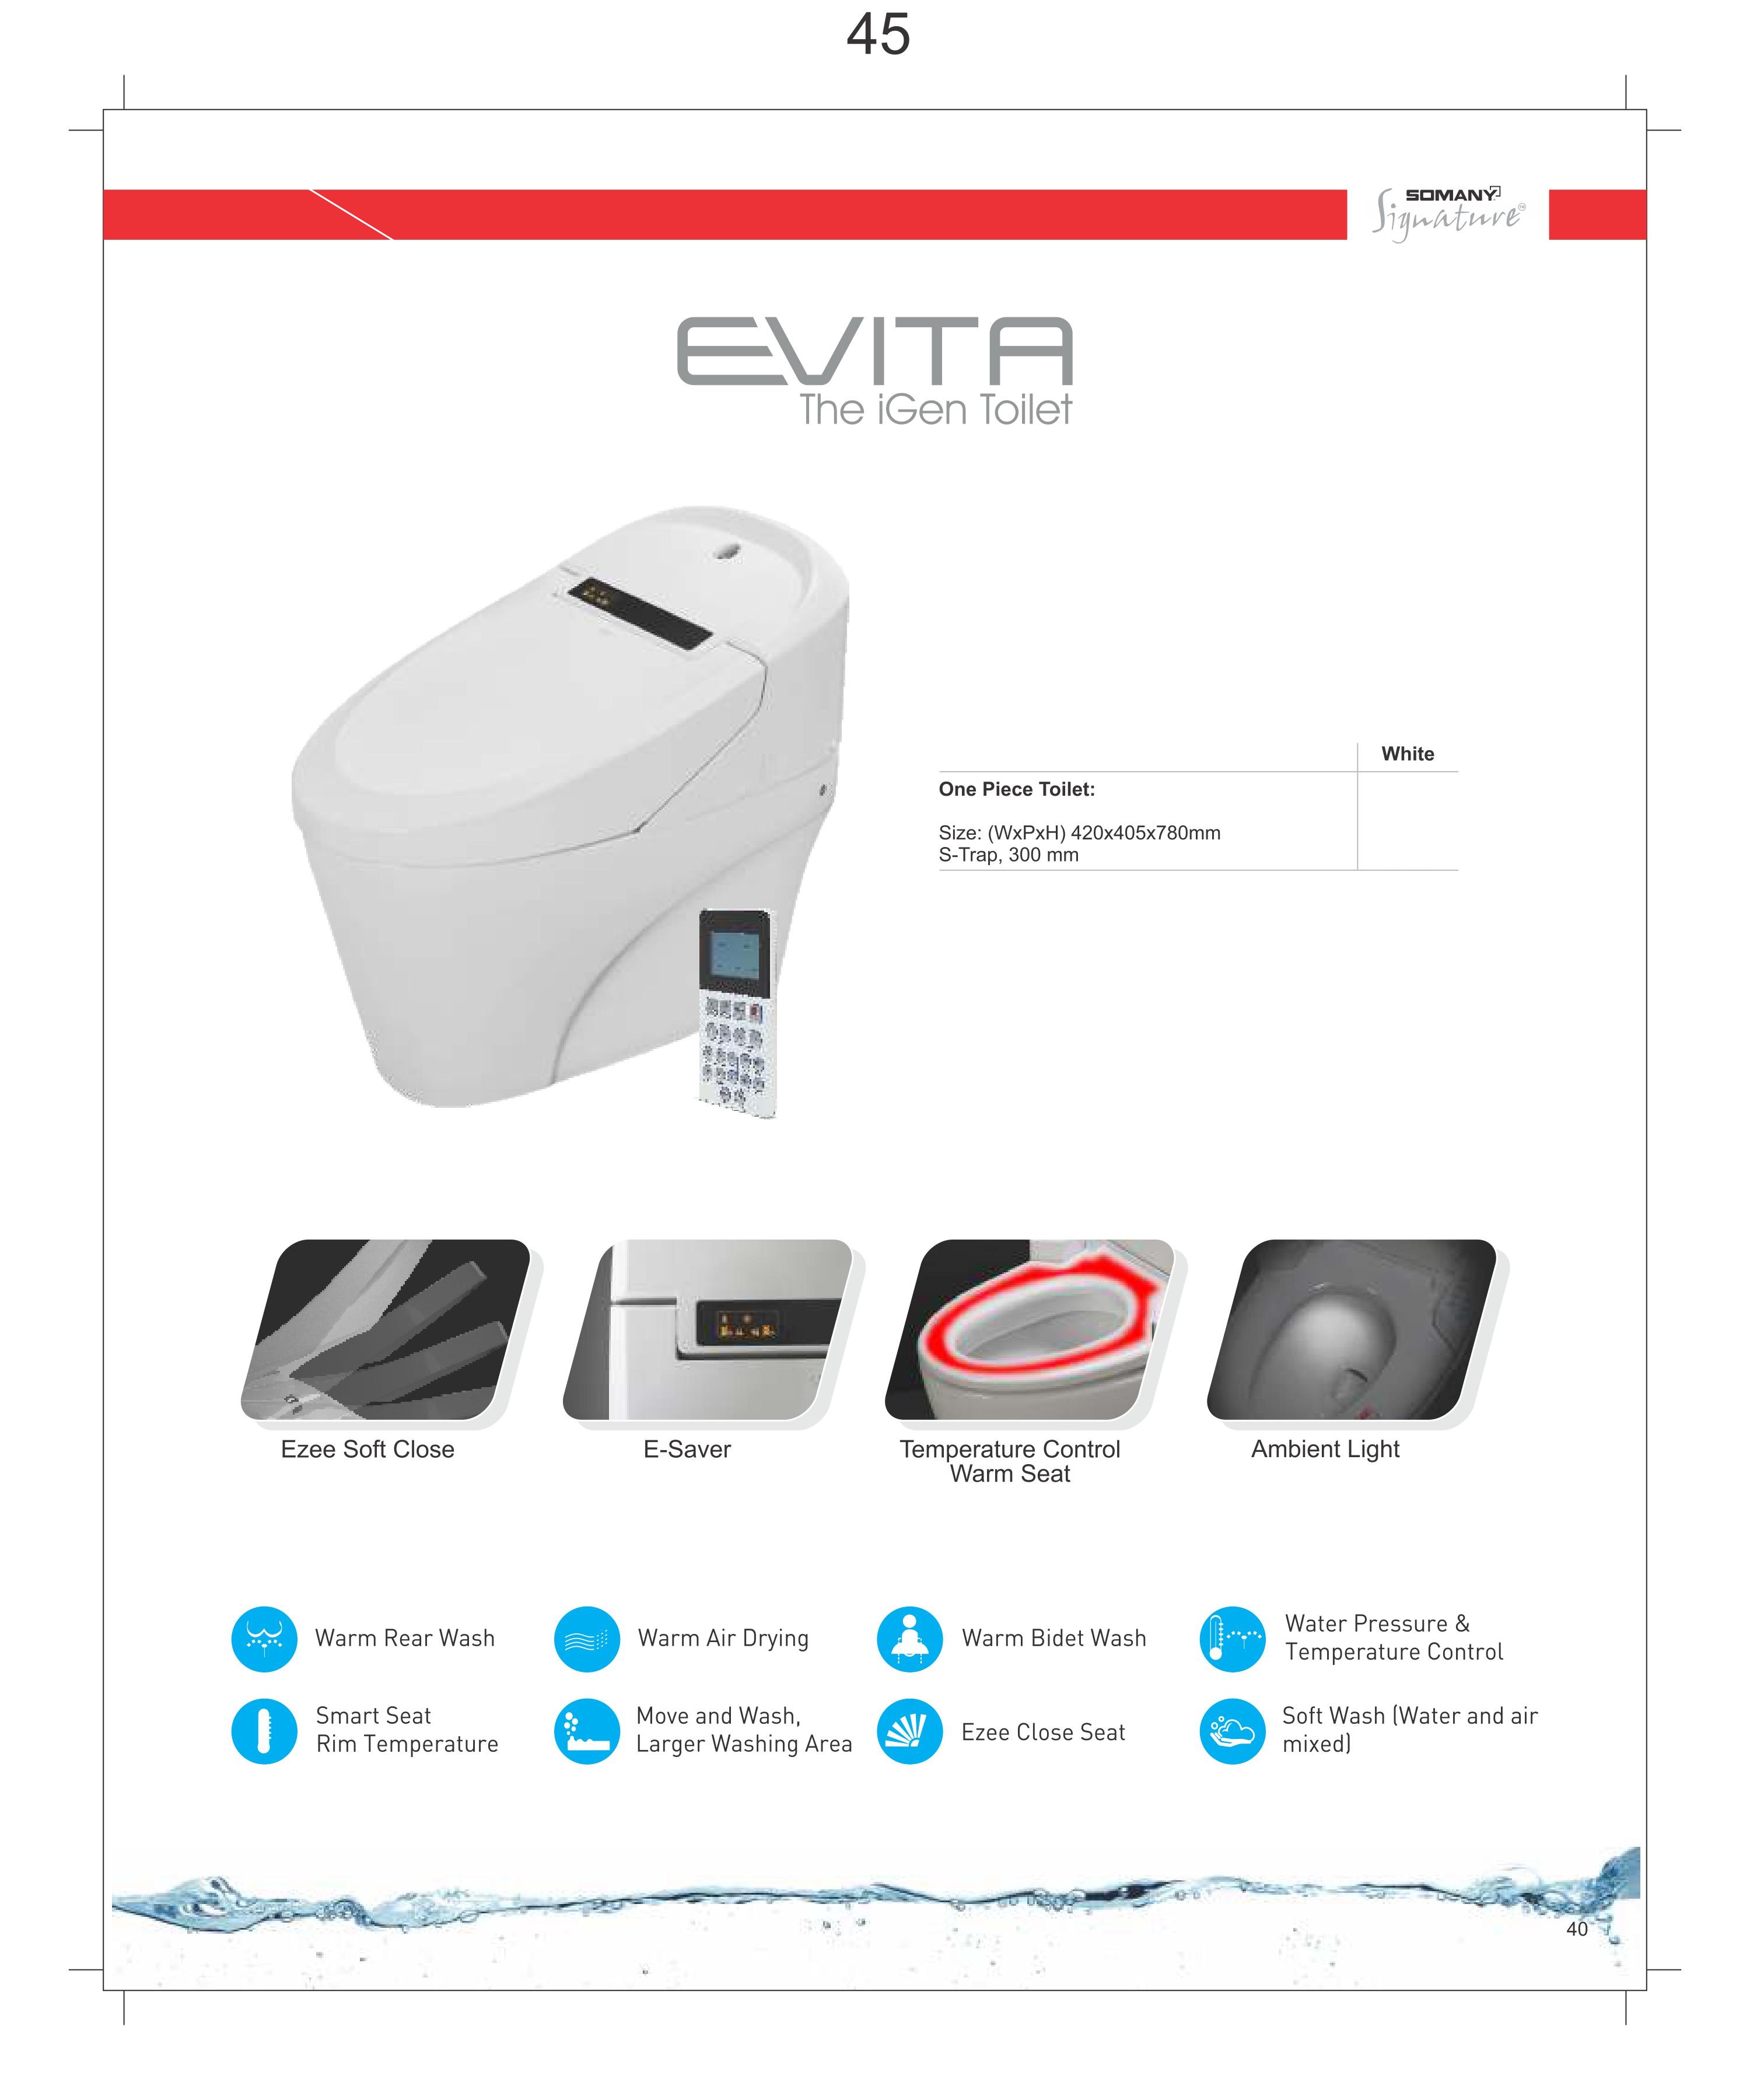 45
SOMANY
Signature
EVITA
The iGen Toilet
White
One Piece Toilet:
Size: (WxPxH) 420x405x780mm
S-Trap, 300 mm
Ezee Soft Close
E-Saver
Temperature Control
Warm Seat
Ambient Light
Warm Rear Wash
Warm Air Drying
Warm Bidet Wash
Water Pressure &
Temperature Control
Smart Seat
Rim Temperature
Move and Wash,
Larger Washing Area
Ezee Close Seat
Soft Wash (Water and air
mixed)
40